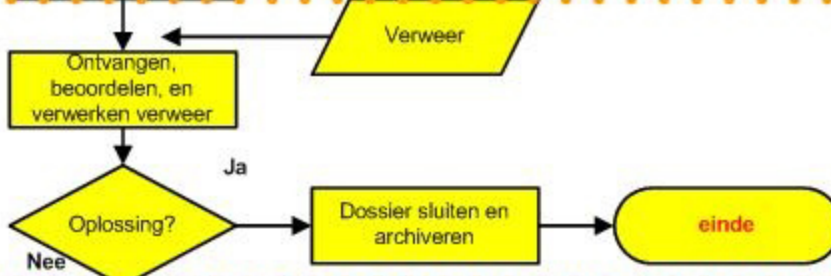 Verweer
Ontvangen,
beoordelen, en
verwerken verweer
Ja
Oplossing?
Dossier sluiten en
archiveren
einde
Nee